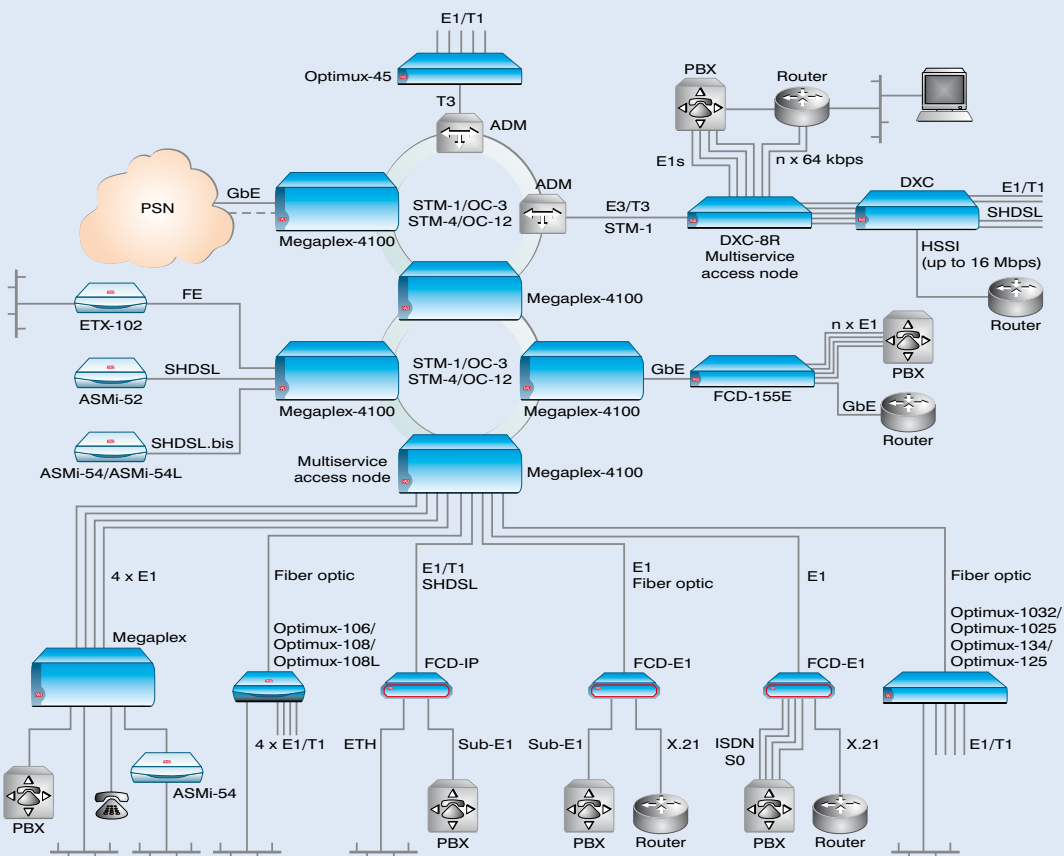 E1/T1
Optimux-45
T3
ADM
PSN
GbE
Megaplex-4100
STM-1/OC-3
STM-4/OC-12
ADM
E3/T3
STM-1
PBX
Router
E1s
n x 64 kbps
DXC-8R
Multiservice
access node
DXC
E1/T1
SHDSL
HSSI
(up to 16 Mbps)
Router
Megaplex-4100
FE
ETX-102
SHDSL
ASMi-52
SHDSL.bis
ASMi-54/ASMi-54L
Megaplex-4100
STM-1/OC-3
STM-4/OC-12
Megaplex-4100
GbE
FCD-155E
n x E1
PBX
GbE
Router
Multiservice
access node
Megaplex-4100
4 x E1
Megaplex
PBX
ASMi-54
Fiber optic
Optimux-106/
Optimux-108/
Optimux-108L
4 x E1/T1
E1/T1
SHDSL
FCD-IP
ETH
Sub-E1
PBX
E1
Fiber optic
FCD-E1
Sub-E1
X.21
PBX
Router
E1
FCD-E1
ISDN
S0
X.21
PBX
Router
Fiber optic
Optimux-1032/
Optimux-1025
Optimux-134/
Optimux-125
E1/T1